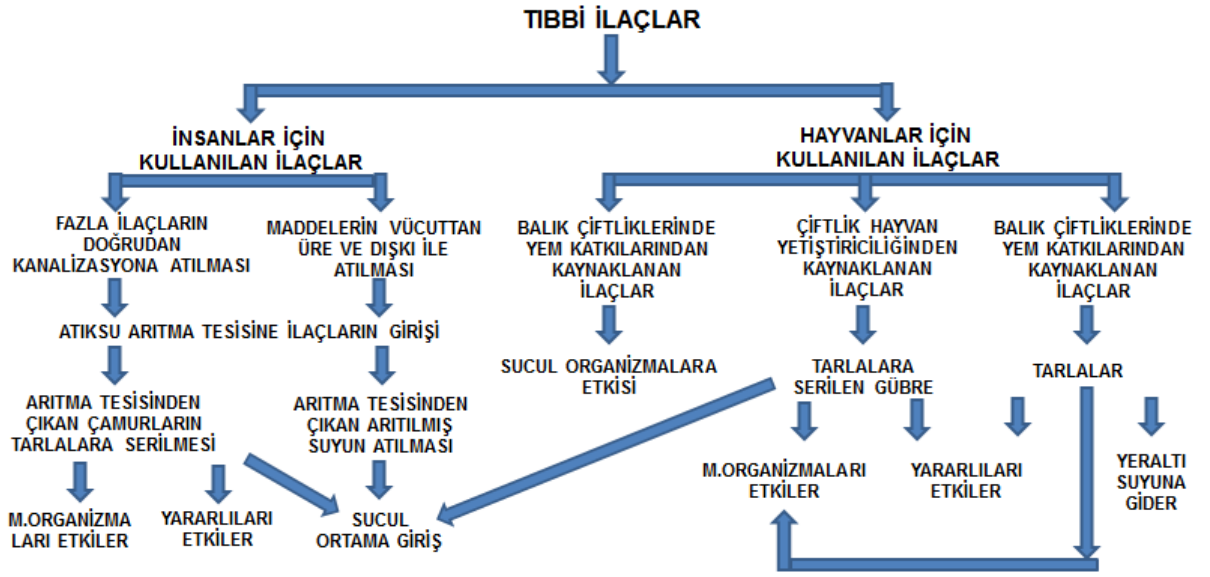 TIBBİ İLAÇLAR
İNSANLAR İÇİN
KULLANILAN İLAÇLAR
HAYVANLAR İÇİN
KULLANILAN İLAÇLAR
FAZLA İLAÇLARIN
DOĞRUDAN
KANALİZASYONA ATILMASI
MADDELERİN VÜCUTTAN
ÜRE VE DIŞKI İLE
ATILMASI
BALIK ÇİFTLİKLERİNDE
YEM KATKILARINDAN
KAYNAKLANAN
İLAÇLAR
ÇİFTLİK HAYVAN
YETİŞTİRİCİLİĞİNDEN
KAYNAKLANAN
İLAÇLAR
BALIK ÇİFTLİKLERİNDE
YEM KATKILARINDAN
KAYNAKLANAN
İLAÇLAR
ATIKSU ARITMA TESİSİNE İLAÇLARIN GİRİŞİ
SUCUL ORGANİZMALARA
ETKİSİ
TARLALARA
SERİLEN GÜBRE
TARLALAR
ARITMA TESİSİNDEN
ÇIKAN ÇAMURLARIN
TARLALARA SERİLMESİ
ARITMA TESİSİNDEN
ÇIKAN ARITILMIŞ
SUYUN ATILMASI
M.ORGANİZMALARI
ETKİLER
YARARLILARI
ETKİLER
YERALTI
SUYUNA
GİDER
M.ORGANİZMA
LARI ETKİLER
YARARLILARI
ETKİLER
SUCUL
ORTAMA GİRİŞ